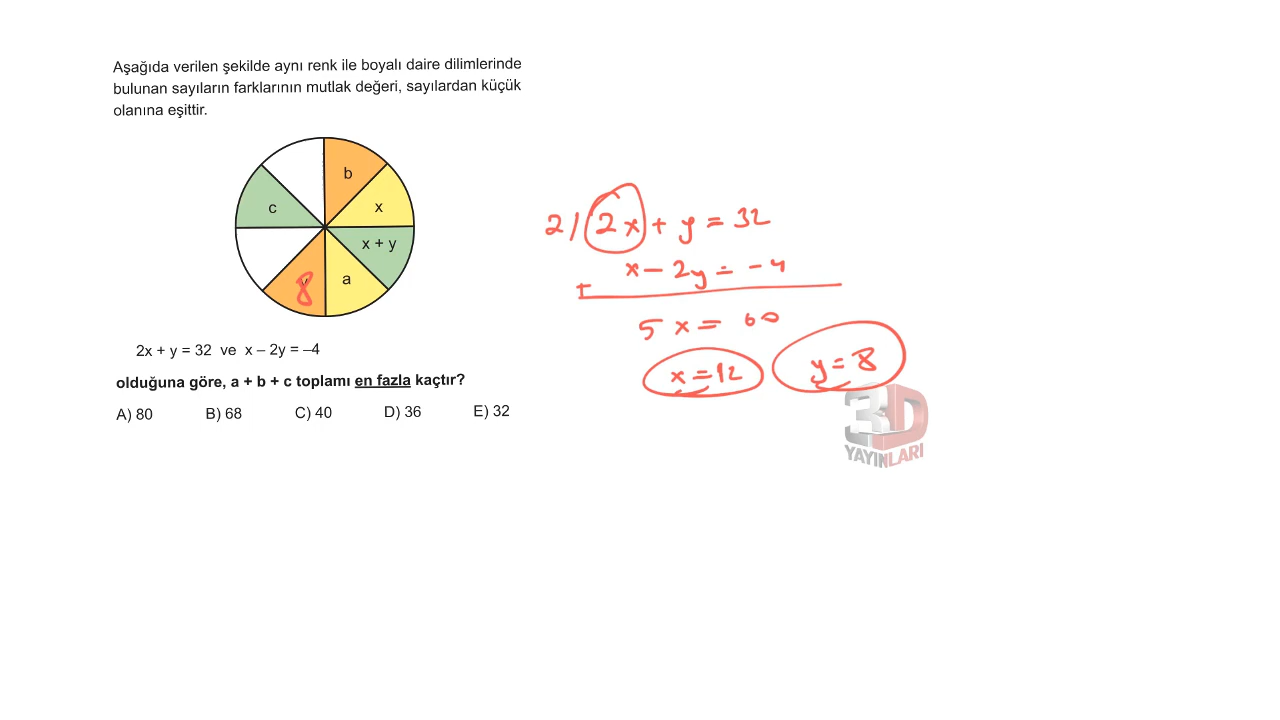 Aşağıda verilen şekilde aynı renk ile boyalı daire dilimlerinde
bulunan sayıların farklarının mutlak değeri, sayılardan küçük
olanına eşittir.
b
c
x
x + y
8
a
2x + y = 32 ve x – 2y = –4
olduğuna göre, a + b + c toplamı en fazla kaçtır?
A) 80 B) 68 C) 40 D) 36 E) 32
2/ 2x + y = 32
x – 2y = – 4
+
5x = 60
x = 12 y = 8
3D
YAYINLARI